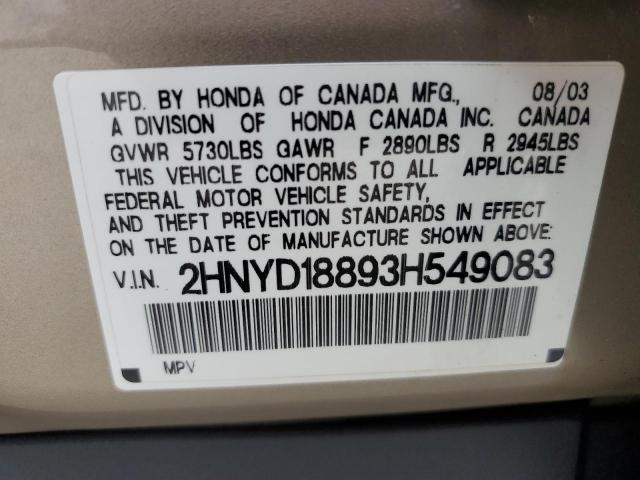 MFD. BY HONDA OF CANADA MFG., 08/03
A DIVISION OF HONDA CANADA INC. CANADA
GVWR 5730LBS GAWR F 2890LBS R 2945LBS
THIS VEHICLE CONFORMS TO ALL APPLICABLE
FEDERAL MOTOR VEHICLE SAFETY,
AND THEFT PREVENTION STANDARDS IN EFFECT
ON THE DATE OF MANUFACTURE SHOWN ABOVE:
V.I.N. 2HNYD18893H549083
MPV